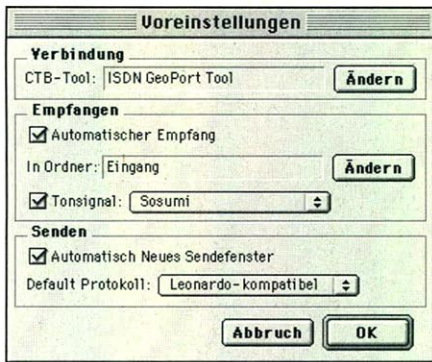 Voreinstellungen
Verbindung
CTB-Tool: ISDN GeoPort Tool Ändern
Empfangen
Automatischer Empfang
In Ordner: Eingang Ändern
Tonsignal: Sosumi
Senden
Automatisch Neues Sendefenster
Default Protokoll: Leonardo-kompatibel
Abbruch OK